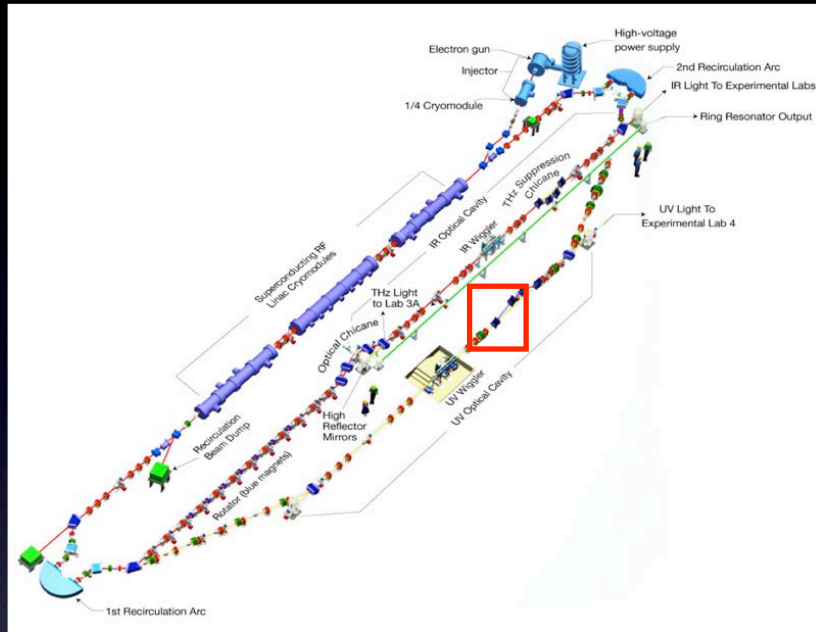 High-voltage
power supply
Electron gun
Injector
1/4 Cryomodule
2nd Recirculation Arc
IR Light To Experimental Labs
Ring Resonator Output
UV Light To
Experimental Lab 4
Superconducting RF
Linac Cryomodules
IR Optical Cavity
THz Suppression
Chicane
IR Wiggler
THz Light
to Lab 3A
Optical Chicane
High
Reflector
Mirrors
UV Wiggler
UV Optical Cavity
Recirculation
Beam Dump
Rotator (blue magnets)
1st Recirculation Arc